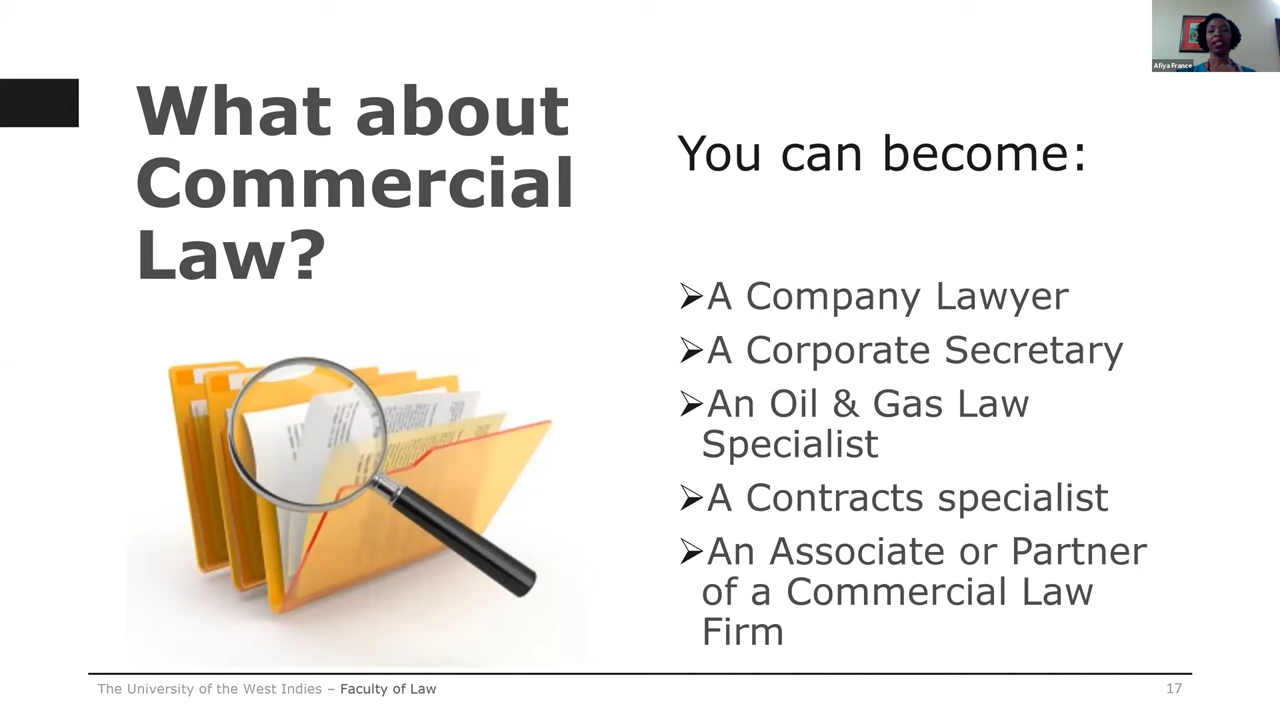 Afiya France
What about
Commercial
Law?
You can become:
➢A Company Lawyer
➢A Corporate Secretary
➢An Oil & Gas Law
Specialist
➢A Contracts specialist
➢An Associate or Partner
of a Commercial Law
Firm
The University of the West Indies – Faculty of Law
17